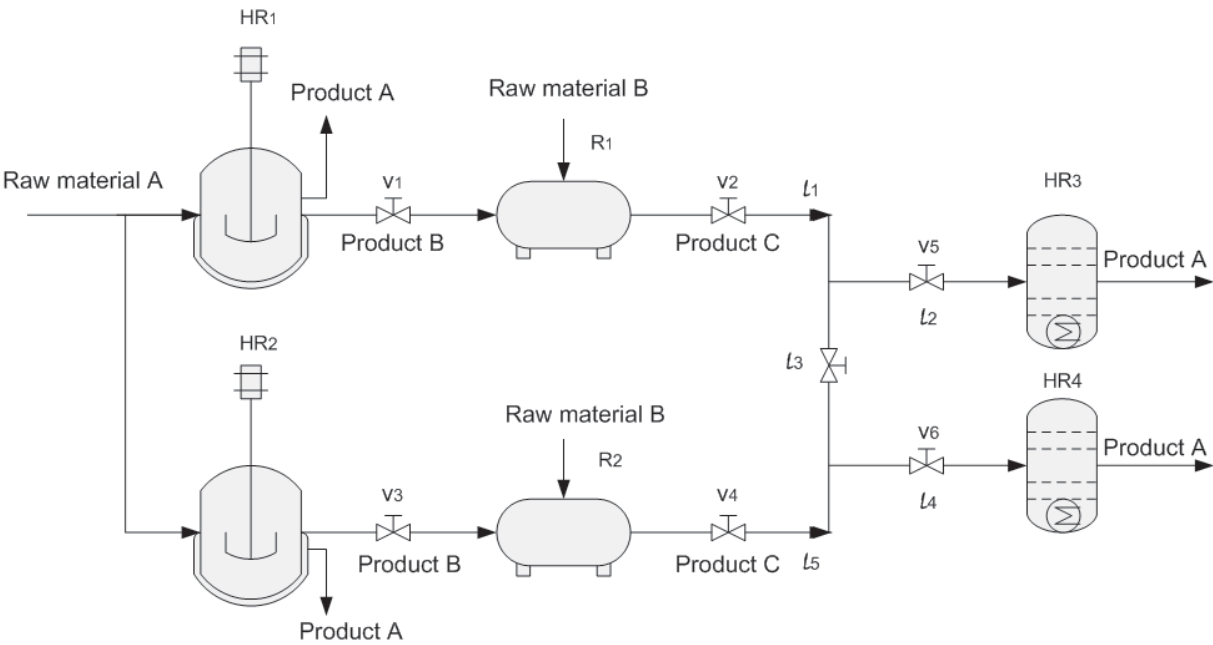 HR1
Product A
Raw material B
R1
Raw material A
V1
V2
l1
HR3
Product B
Product C
V5
Product A
l2
HR2
l3
HR4
Raw material B
R2
V6
Product A
V3
V4
l4
Product B
Product C
l5
Product A